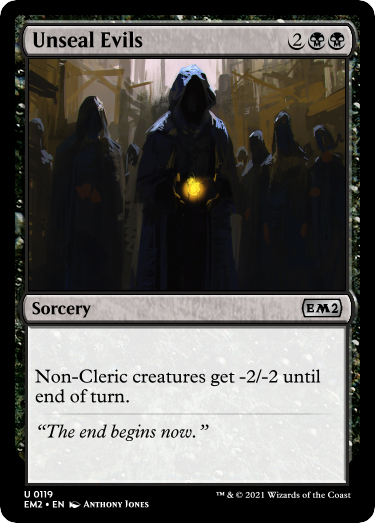 Unseal Evils 2
Sorcery EM2
Non-Cleric creatures get -2/-2 until
end of turn.
“The end begins now.”
U 0119
EM2 • EN Anthony Jones
™ & © 2021 Wizards of the Coast